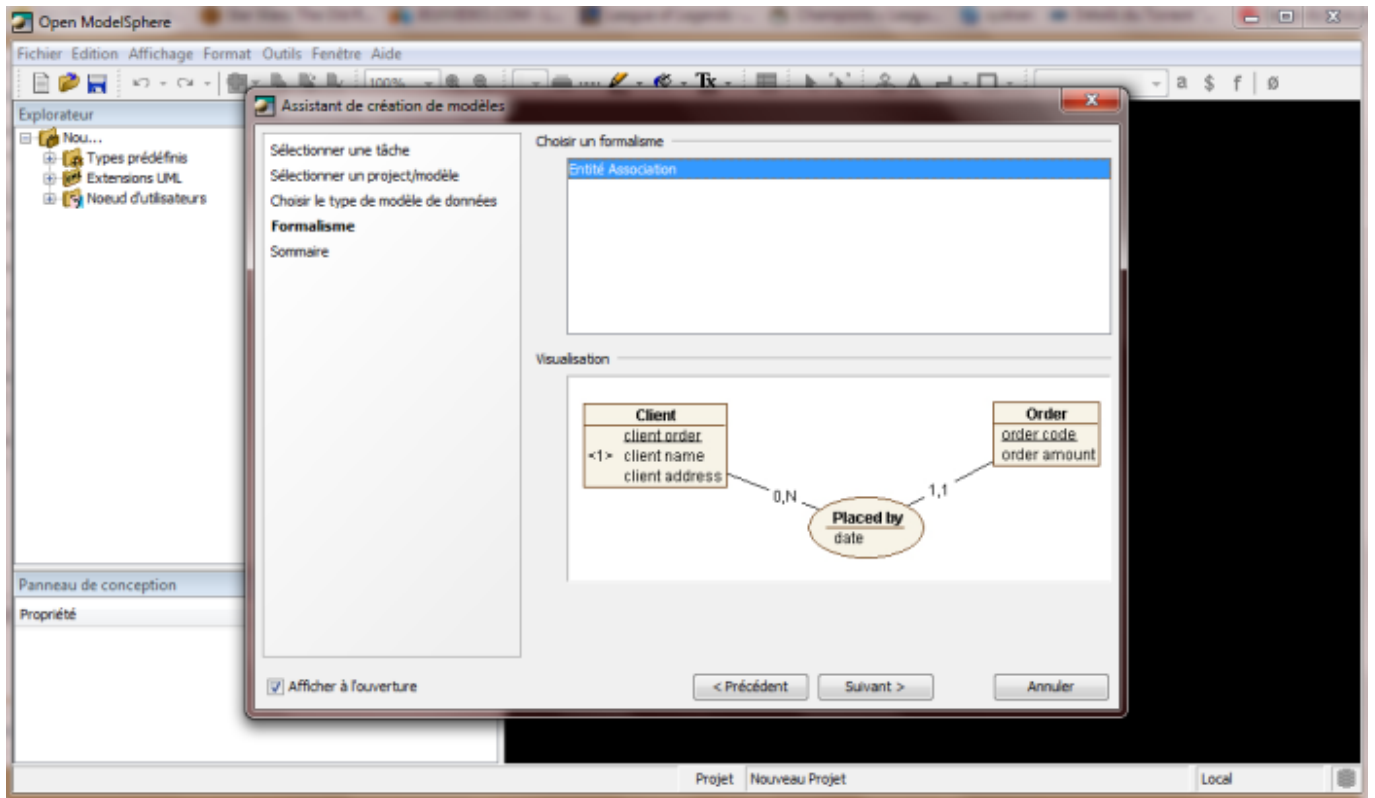 Open ModelSphere
Fichier Edition Affichage Format Outils Fenêtre Aide
100%
Tx
a $ f ø
Explorateur
Nou...
Types prédéfinis
Extensions UML
Noeud d'utilisateurs
Panneau de conception
Propriété
Assistant de création de modèles
Sélectionner une tâche
Sélectionner un project/modèle
Choisir le type de modèle de données
Formalisme
Sommaire
Choisir un formalisme
Entité Association
Visualisation
Client
client order
<1> client name
client address
0,N
Placed by
date
1,1
Order
order code
order amount
Afficher à l'ouverture
< Précédent
Suivant >
Annuler
Projet
Nouveau Projet
Local